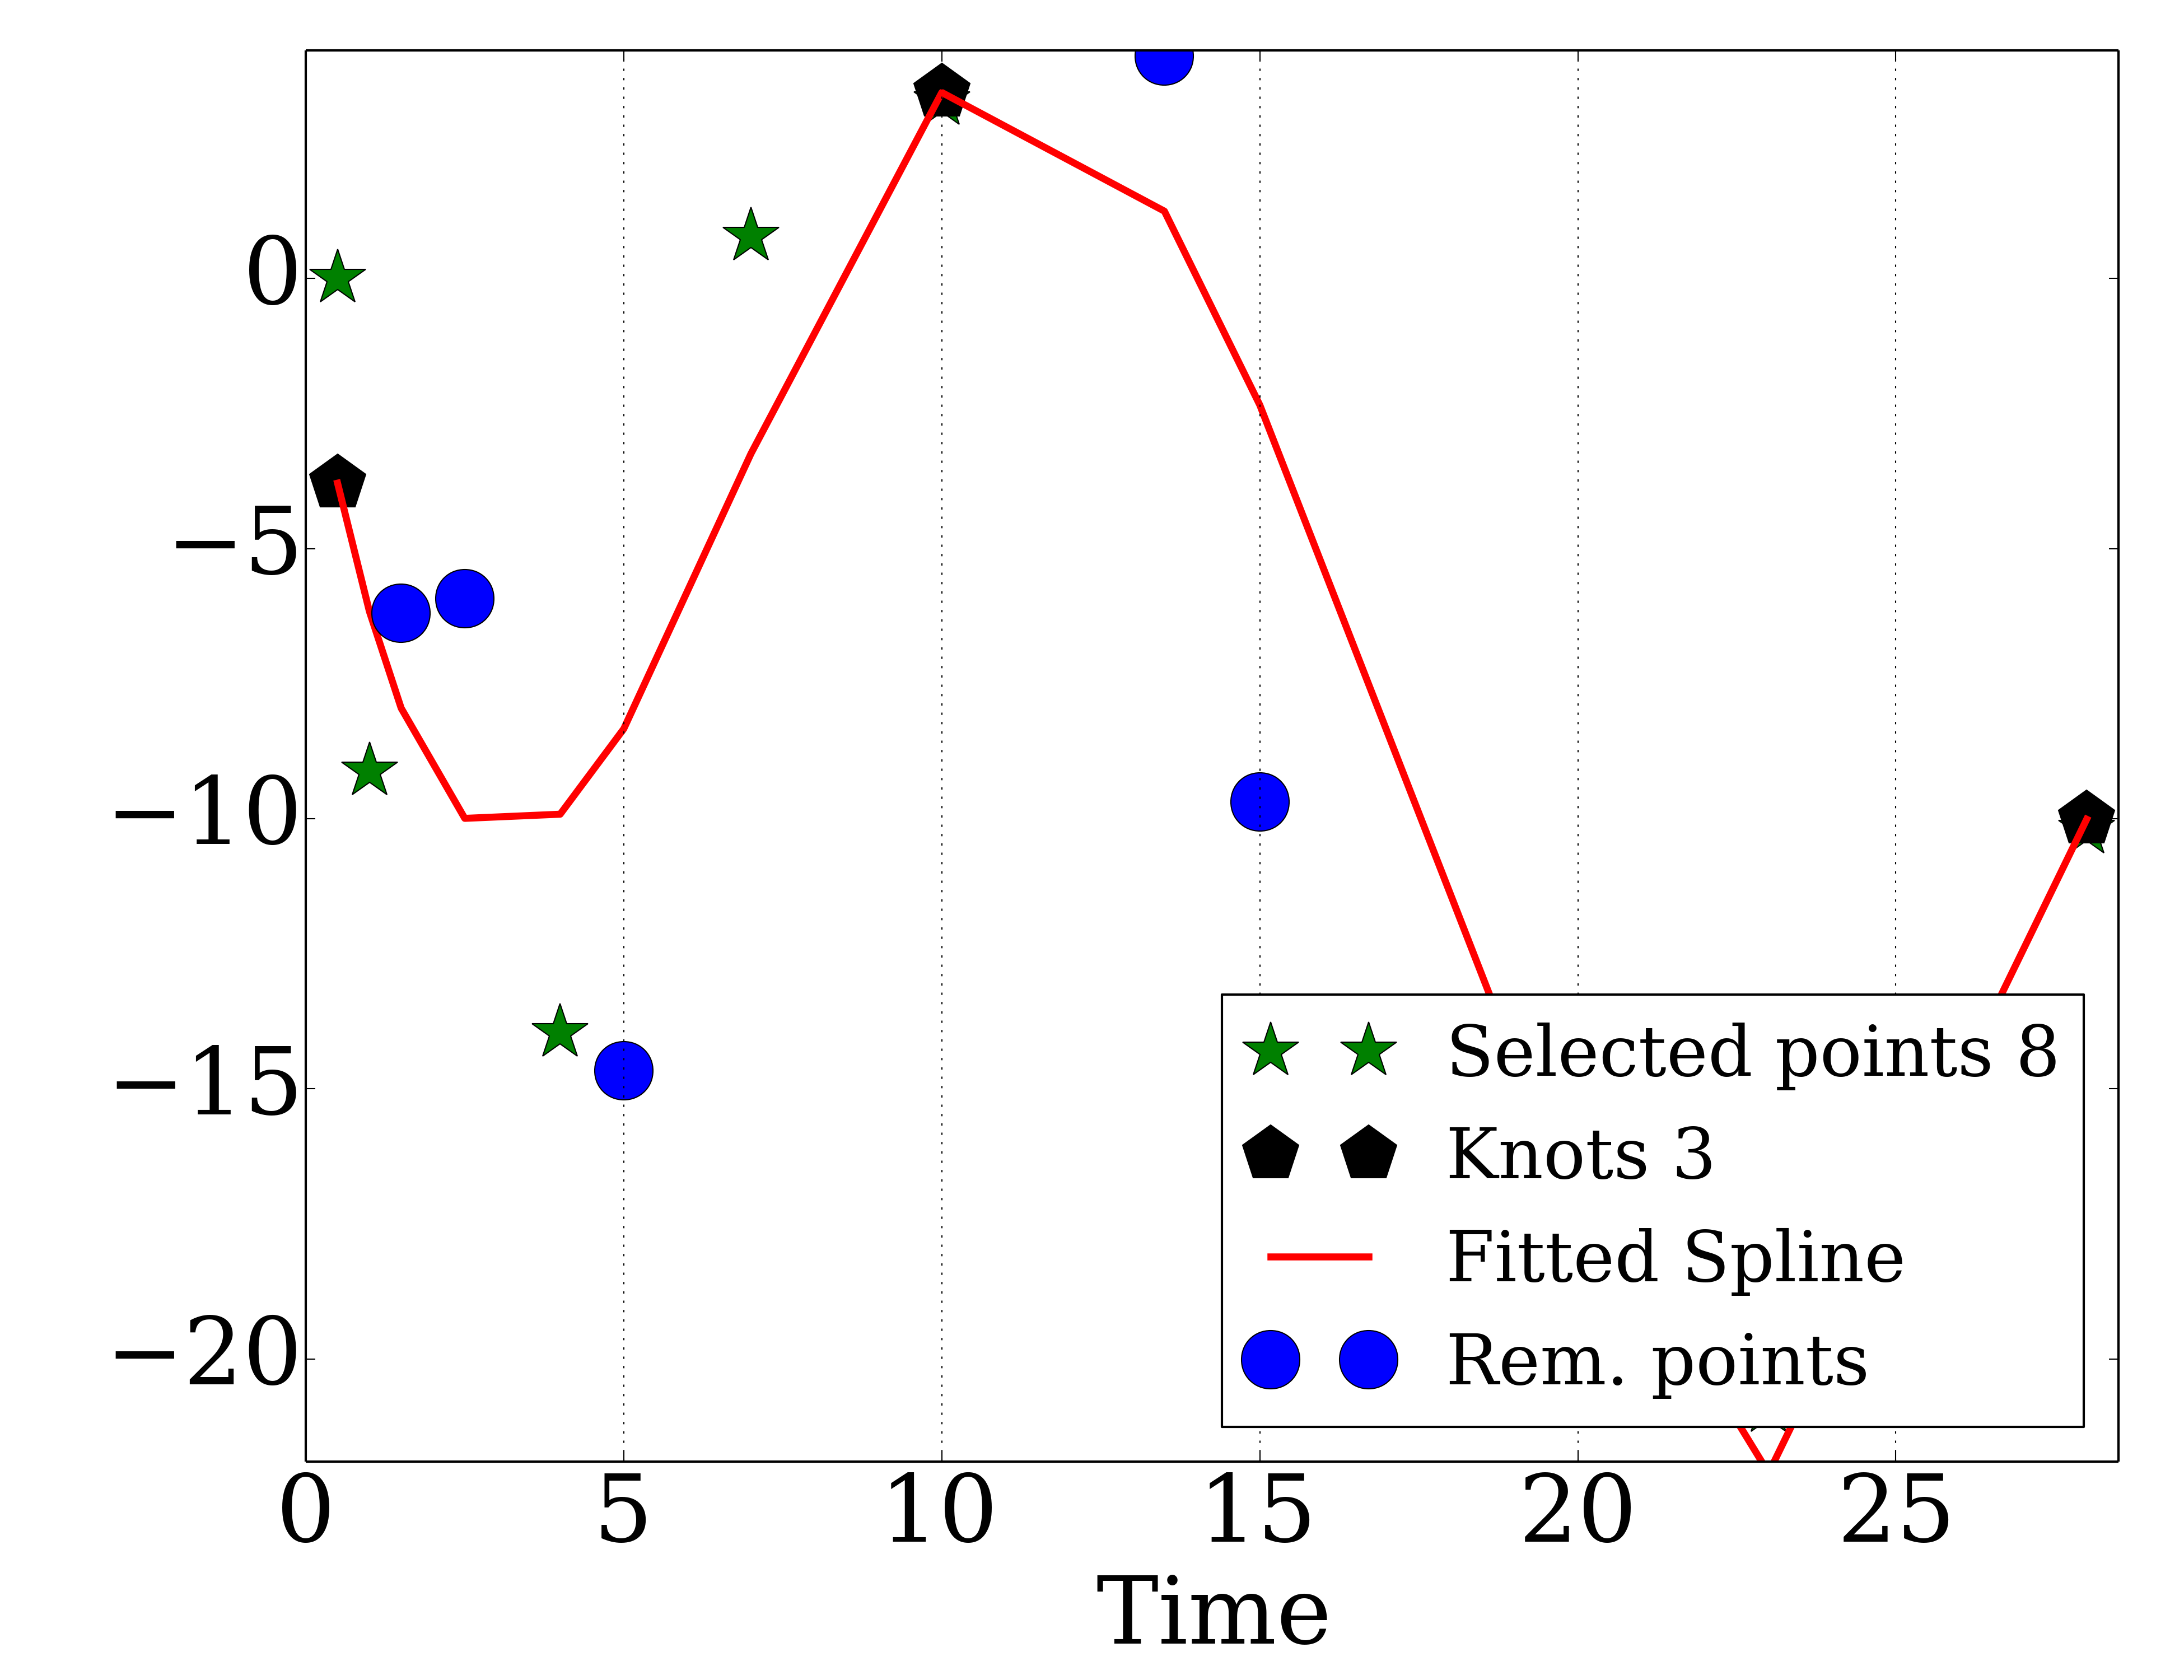 0
−5
−10
−15
−20
Selected points 8
Knots 3
Fitted Spline
Rem. points
0 5 10 15 20 25
Time